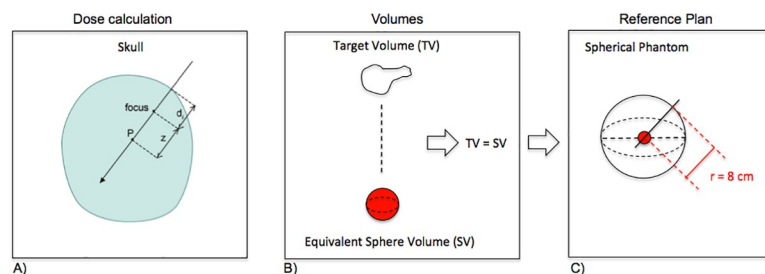 Dose calculation
Volumes
Reference Plan
Skull
focus
d
P
z
A)
Target Volume (TV)
TV = SV
Equivalent Sphere Volume (SV)
B)
Spherical Phantom
r = 8 cm
C)